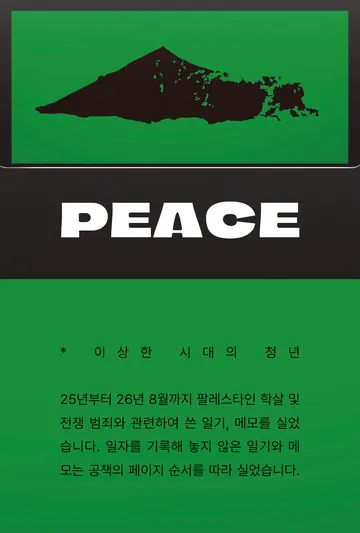 PEACE
* 이상한 시대의 청년
25년부터 26년 8월까지 팔레스타인 학살 및
전쟁 범죄와 관련하여 쓴 일기, 메모를 실었
습니다. 일자를 기록해 놓지 않은 일기와 메
모는 공책의 페이지 순서를 따라 실었습니다.